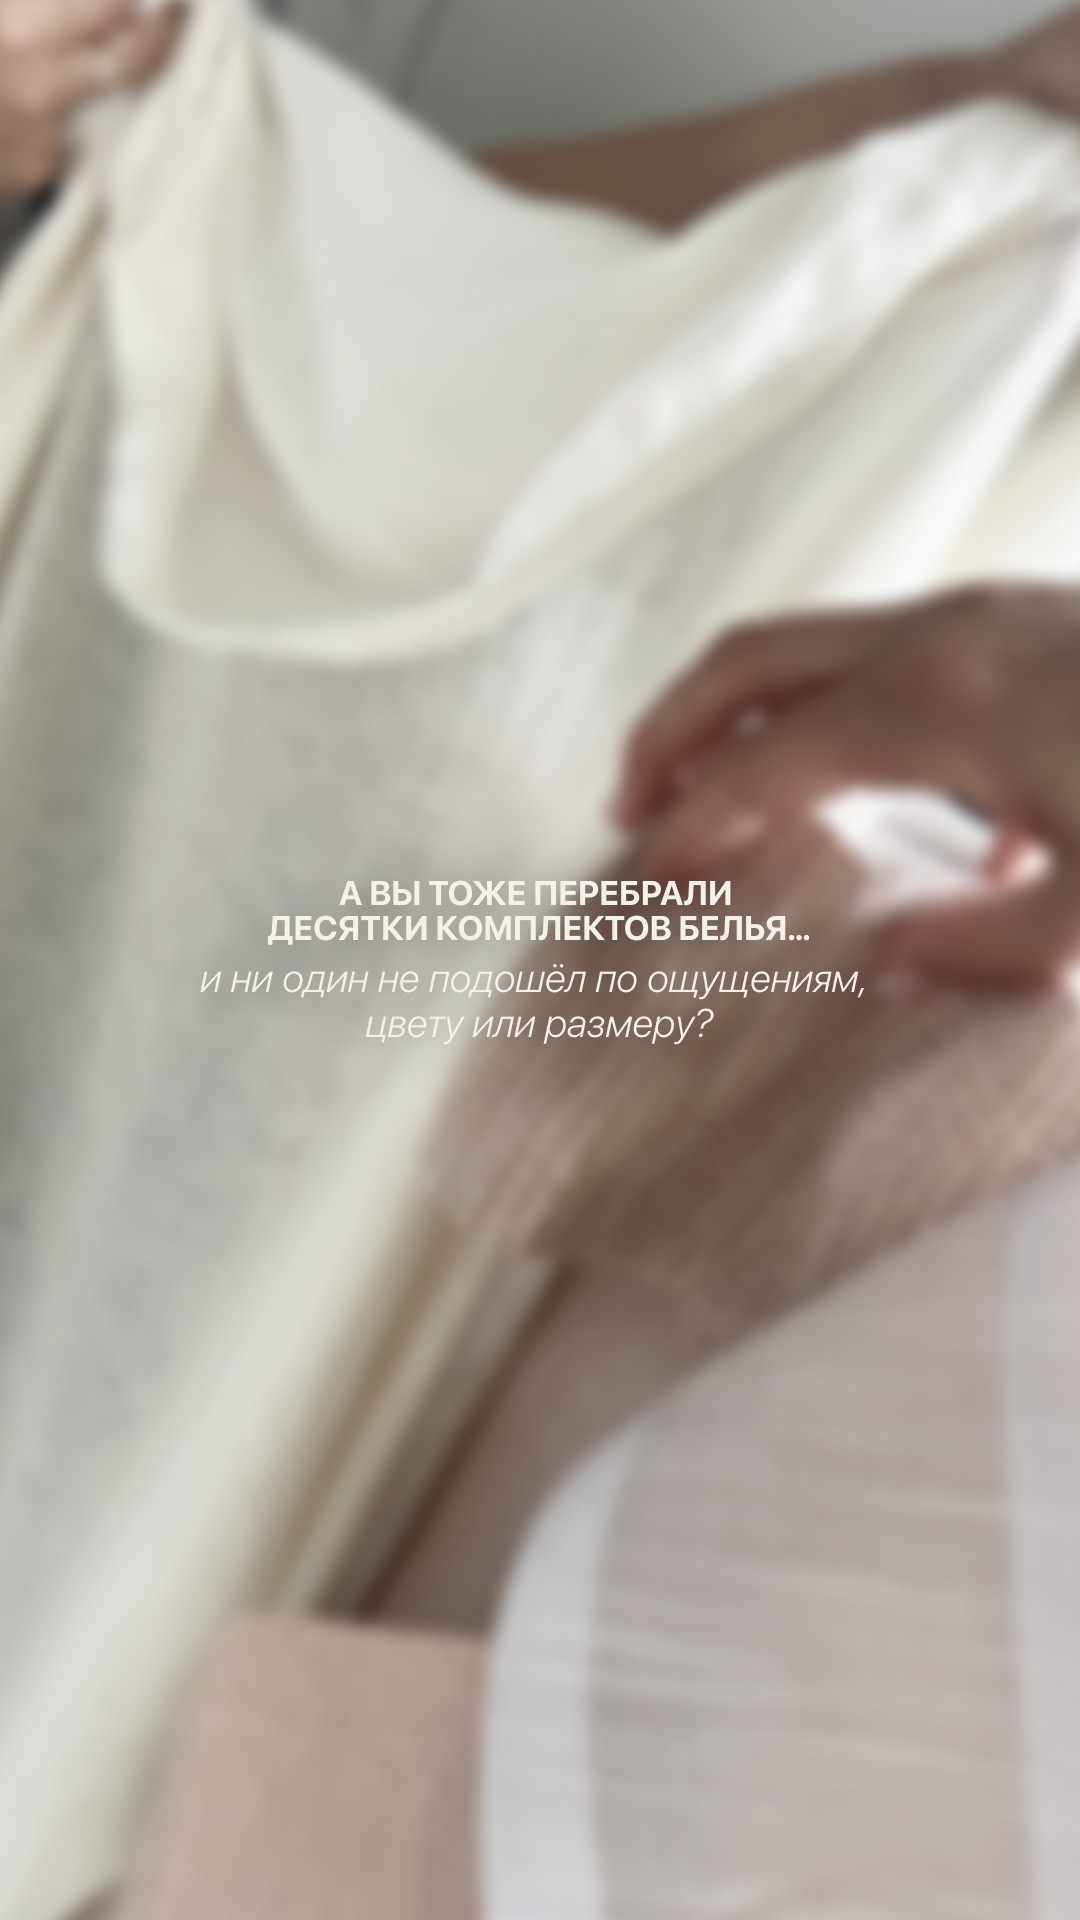 А ВЫ ТОЖЕ ПЕРЕБРАЛИ
ДЕСЯТКИ КОМПЛЕКТОВ БЕЛЬЯ...
и ни один не подошёл по ощущениям,
цвету или размеру?